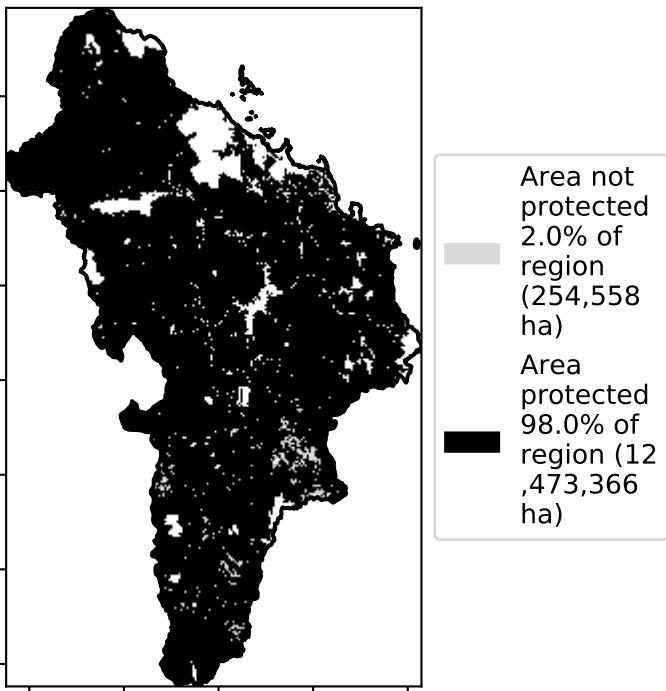 Area not
protected
2.0% of
region
(254,558
ha)
Area
protected
98.0% of
region (12
,473,366
ha)